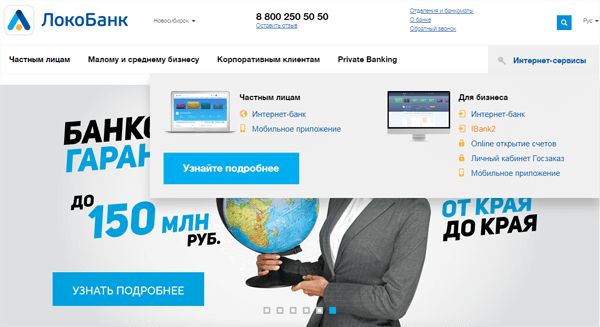 ЛокоБанк
Новосибирск
8 800 250 50 50
Оставить отзыв
Отделения и банкоматы
О банке
Обратный звонок
Рус
Частным лицам
Малому и среднему бизнесу
Корпоративным клиентам
Private Banking
Интернет-сервисы
Частным лицам
Интернет-банк
Мобильное приложение
Узнайте подробнее
Для бизнеса
Интернет-банк
IBank2
Online открытие счетов
Личный кабинет Госзаказ
Мобильное приложение
ДО
150 МЛН
РУБ.
ОТ КРАЯ
ДО КРАЯ
УЗНАТЬ ПОДРОБНЕЕ